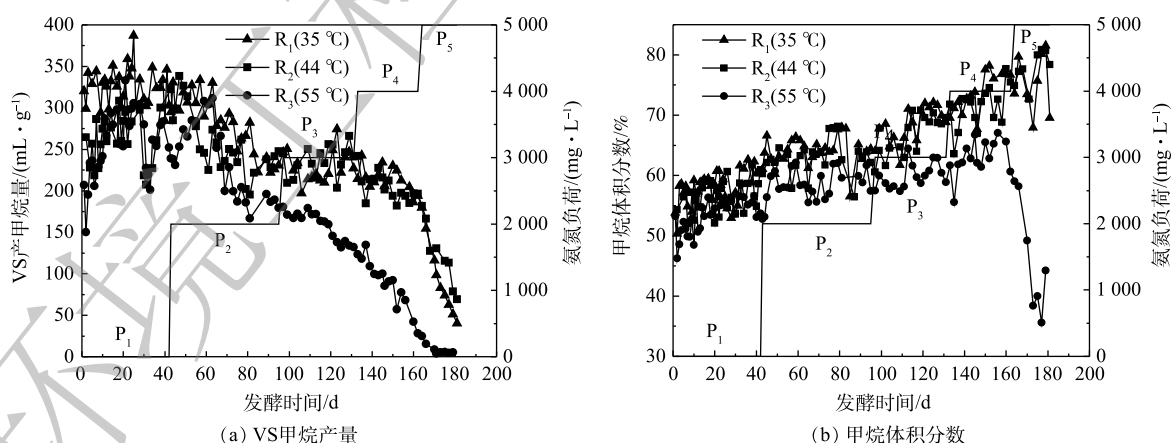 400
350
300
250
200
150
100
50
0
VS产甲烷量/(mL·g⁻¹)
R₁(35 ℃)
R₂(44 ℃)
R₃(55 ℃)
P₁
P₂
P₃
P₄
P₅
5 000
4 000
3 000
2 000
1 000
0
氨氮负荷/(mg·L⁻¹)
0 20 40 60 80 100 120 140 160 180 200
发酵时间/d
(a) VS甲烷产量
80
70
60
50
40
30
甲烷体积分数/%
R₁(35 ℃)
R₂(44 ℃)
R₃(55 ℃)
P₁
P₂
P₃
P₄
P₅
5 000
4 000
3 000
2 000
1 000
0
氨氮负荷/(mg·L⁻¹)
0 20 40 60 80 100 120 140 160 180 200
发酵时间/d
(b) 甲烷体积分数
环境工程